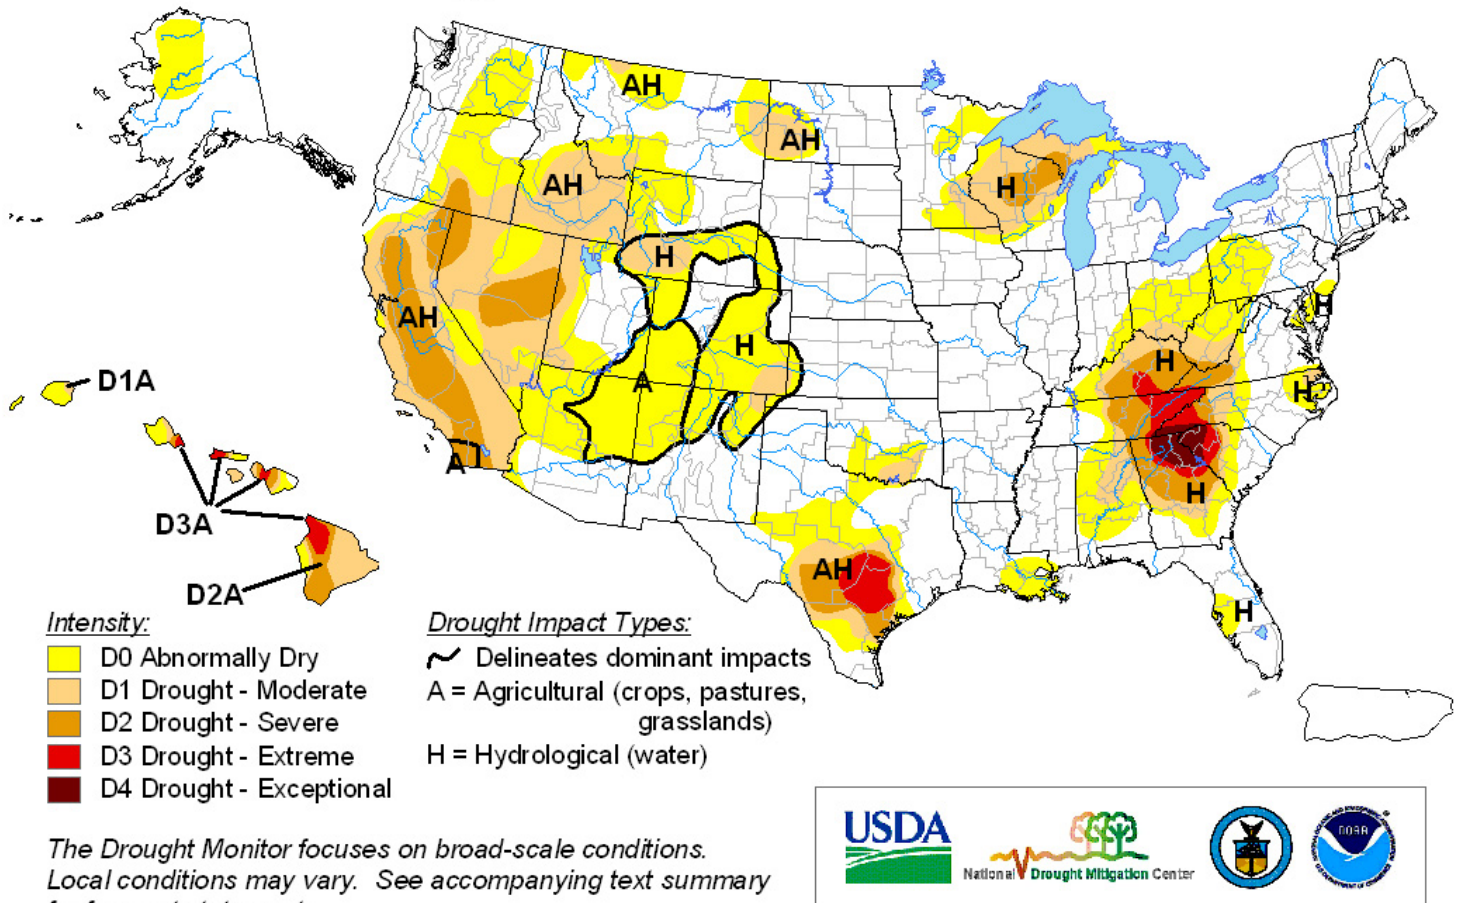 AH
AH
AH
H
H
AH
H
A
H
A
H
H
H
H
AH
H
D1A
D3A
D2A
Intensity:
D0 Abnormally Dry
D1 Drought - Moderate
D2 Drought - Severe
D3 Drought - Extreme
D4 Drought - Exceptional
Drought Impact Types:
Delineates dominant impacts
A = Agricultural (crops, pastures,
grasslands)
H = Hydrological (water)
The Drought Monitor focuses on broad-scale conditions.
Local conditions may vary. See accompanying text summary
USDA
National Drought Mitigation Center